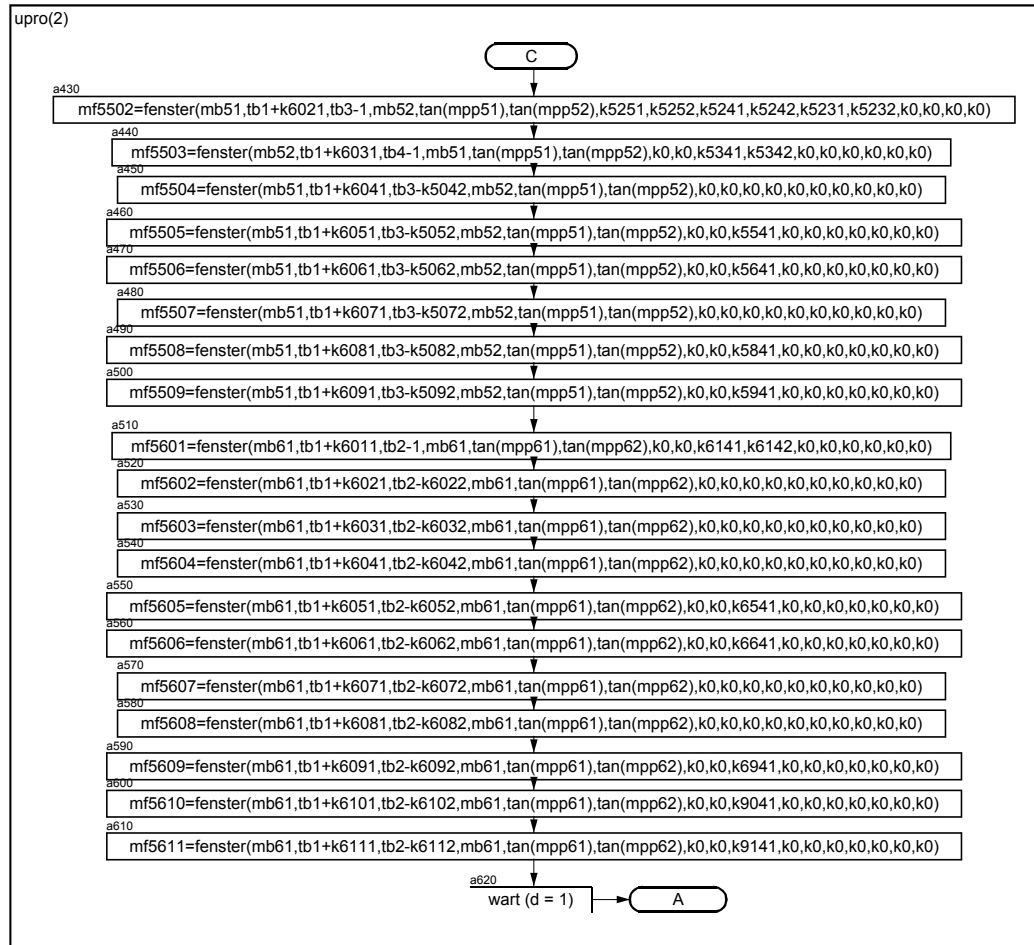 upro(2)
C
a430
mf5502=fenster(mb51,tb1+k6021,tb3-1,mb52,tan(mpp51),tan(mpp52),k5251,k5252,k5241,k5242,k5231,k5232,k0,k0,k0,k0)
a440
mf5503=fenster(mb52,tb1+k6031,tb4-1,mb51,tan(mpp51),tan(mpp52),k0,k0,k5341,k5342,k0,k0,k0,k0,k0,k0)
a450
mf5504=fenster(mb51,tb1+k6041,tb3-k5042,mb52,tan(mpp51),tan(mpp52),k0,k0,k0,k0,k0,k0,k0,k0,k0,k0)
a460
mf5505=fenster(mb51,tb1+k6051,tb3-k5052,mb52,tan(mpp51),tan(mpp52),k0,k0,k5541,k0,k0,k0,k0,k0,k0,k0)
a470
mf5506=fenster(mb51,tb1+k6061,tb3-k5062,mb52,tan(mpp51),tan(mpp52),k0,k0,k5641,k0,k0,k0,k0,k0,k0,k0)
a480
mf5507=fenster(mb51,tb1+k6071,tb3-k5072,mb52,tan(mpp51),tan(mpp52),k0,k0,k0,k0,k0,k0,k0,k0,k0,k0)
a490
mf5508=fenster(mb51,tb1+k6081,tb3-k5082,mb52,tan(mpp51),tan(mpp52),k0,k0,k5841,k0,k0,k0,k0,k0,k0,k0)
a500
mf5509=fenster(mb51,tb1+k6091,tb3-k5092,mb52,tan(mpp51),tan(mpp52),k0,k0,k5941,k0,k0,k0,k0,k0,k0,k0)
a510
mf5601=fenster(mb61,tb1+k6011,tb2-1,mb61,tan(mpp61),tan(mpp62),k0,k0,k6141,k6142,k0,k0,k0,k0,k0,k0)
a520
mf5602=fenster(mb61,tb1+k6021,tb2-k6022,mb61,tan(mpp61),tan(mpp62),k0,k0,k0,k0,k0,k0,k0,k0,k0,k0)
a530
mf5603=fenster(mb61,tb1+k6031,tb2-k6032,mb61,tan(mpp61),tan(mpp62),k0,k0,k0,k0,k0,k0,k0,k0,k0,k0)
a540
mf5604=fenster(mb61,tb1+k6041,tb2-k6042,mb61,tan(mpp61),tan(mpp62),k0,k0,k0,k0,k0,k0,k0,k0,k0,k0)
a550
mf5605=fenster(mb61,tb1+k6051,tb2-k6052,mb61,tan(mpp61),tan(mpp62),k0,k0,k6541,k0,k0,k0,k0,k0,k0,k0)
a560
mf5606=fenster(mb61,tb1+k6061,tb2-k6062,mb61,tan(mpp61),tan(mpp62),k0,k0,k6641,k0,k0,k0,k0,k0,k0,k0)
a570
mf5607=fenster(mb61,tb1+k6071,tb2-k6072,mb61,tan(mpp61),tan(mpp62),k0,k0,k0,k0,k0,k0,k0,k0,k0,k0)
a580
mf5608=fenster(mb61,tb1+k6081,tb2-k6082,mb61,tan(mpp61),tan(mpp62),k0,k0,k0,k0,k0,k0,k0,k0,k0,k0)
a590
mf5609=fenster(mb61,tb1+k6091,tb2-k6092,mb61,tan(mpp61),tan(mpp62),k0,k0,k6941,k0,k0,k0,k0,k0,k0,k0)
a600
mf5610=fenster(mb61,tb1+k6101,tb2-k6102,mb61,tan(mpp61),tan(mpp62),k0,k0,k9041,k0,k0,k0,k0,k0,k0,k0)
a610
mf5611=fenster(mb61,tb1+k6111,tb2-k6112,mb61,tan(mpp61),tan(mpp62),k0,k0,k9141,k0,k0,k0,k0,k0,k0,k0)
a620
wart (d = 1)
A